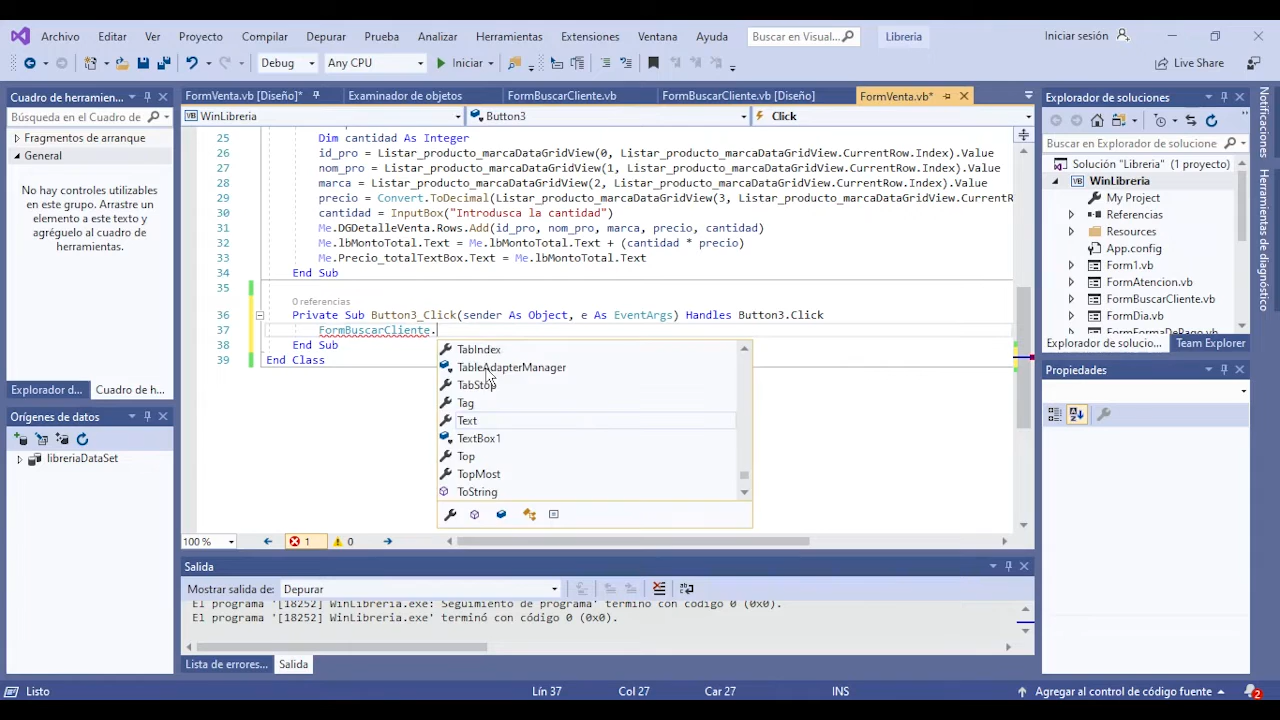 Archivo Editar Ver Proyecto Compilar Depurar Prueba Analizar Herramientas Extensiones Ventana Ayuda Buscar en Visual... Libreria Iniciar sesión
Debug Any CPU Iniciar Live Share
Cuadro de herramien...
Búsqueda en el Cuadro de
Fragmentos de arranque
General
No hay controles utilizables
en este grupo. Arrastre un
elemento a este texto y
agréguelo al cuadro de
herramientas.
Explorador d... Cuadro de h...
Orígenes de datos
libreriaDataSet
FormVenta.vb [Diseño]* Examinador de objetos FormBuscarCliente.vb FormBuscarCliente.vb [Diseño] FormVenta.vb*
WinLibreria Button3 Click
25 Dim cantidad As Integer
26 id_pro = Listar_producto_marcaDataGridView(0, Listar_producto_marcaDataGridView.CurrentRow.Index).Value
27 nom_pro = Listar_producto_marcaDataGridView(1, Listar_producto_marcaDataGridView.CurrentRow.Index).Value
28 marca = Listar_producto_marcaDataGridView(2, Listar_producto_marcaDataGridView.CurrentRow.Index).Value
29 precio = Convert.ToDecimal(Listar_producto_marcaDataGridView(3, Listar_producto_marcaDataGridView.CurrentR
30 cantidad = InputBox("Introdusca la cantidad")
31 Me.DGDetalleVenta.Rows.Add(id_pro, nom_pro, marca, precio, cantidad)
32 Me.lbMontoTotal.Text = Me.lbMontoTotal.Text + (cantidad * precio)
33 Me.Precio_totalTextBox.Text = Me.lbMontoTotal.Text
34 End Sub
35
0 referencias
36 Private Sub Button3_Click(sender As Object, e As EventArgs) Handles Button3.Click
37 FormBuscarCliente.
38 End Sub
39 End Class
TabIndex
TableAdapterManager
TabStop
Tag
Text
TextBox1
Top
TopMost
ToString
100 % 1 0
Salida
Mostrar salida de: Depurar
El programa '[18252] WinLibreria.exe: Seguimiento de programa' terminó con código 0 (0x0).
El programa '[18252] WinLibreria.exe' terminó con código 0 (0x0).
Lista de errores... Salida
Explorador de soluciones
Buscar en Explorador de soluciones
Solución "Libreria" (1 proyecto)
WinLibreria
My Project
Referencias
Resources
App.config
Form1.vb
FormAtencion.vb
FormBuscarCliente.vb
FormDia.vb
FormFormaDePago.vb
Explorador de solució... Team Explorer
Propiedades
Notificaciones
Herramientas de diagnóstico
Listo Lín 37 Col 27 Car 27 INS Agregar al control de código fuente 2